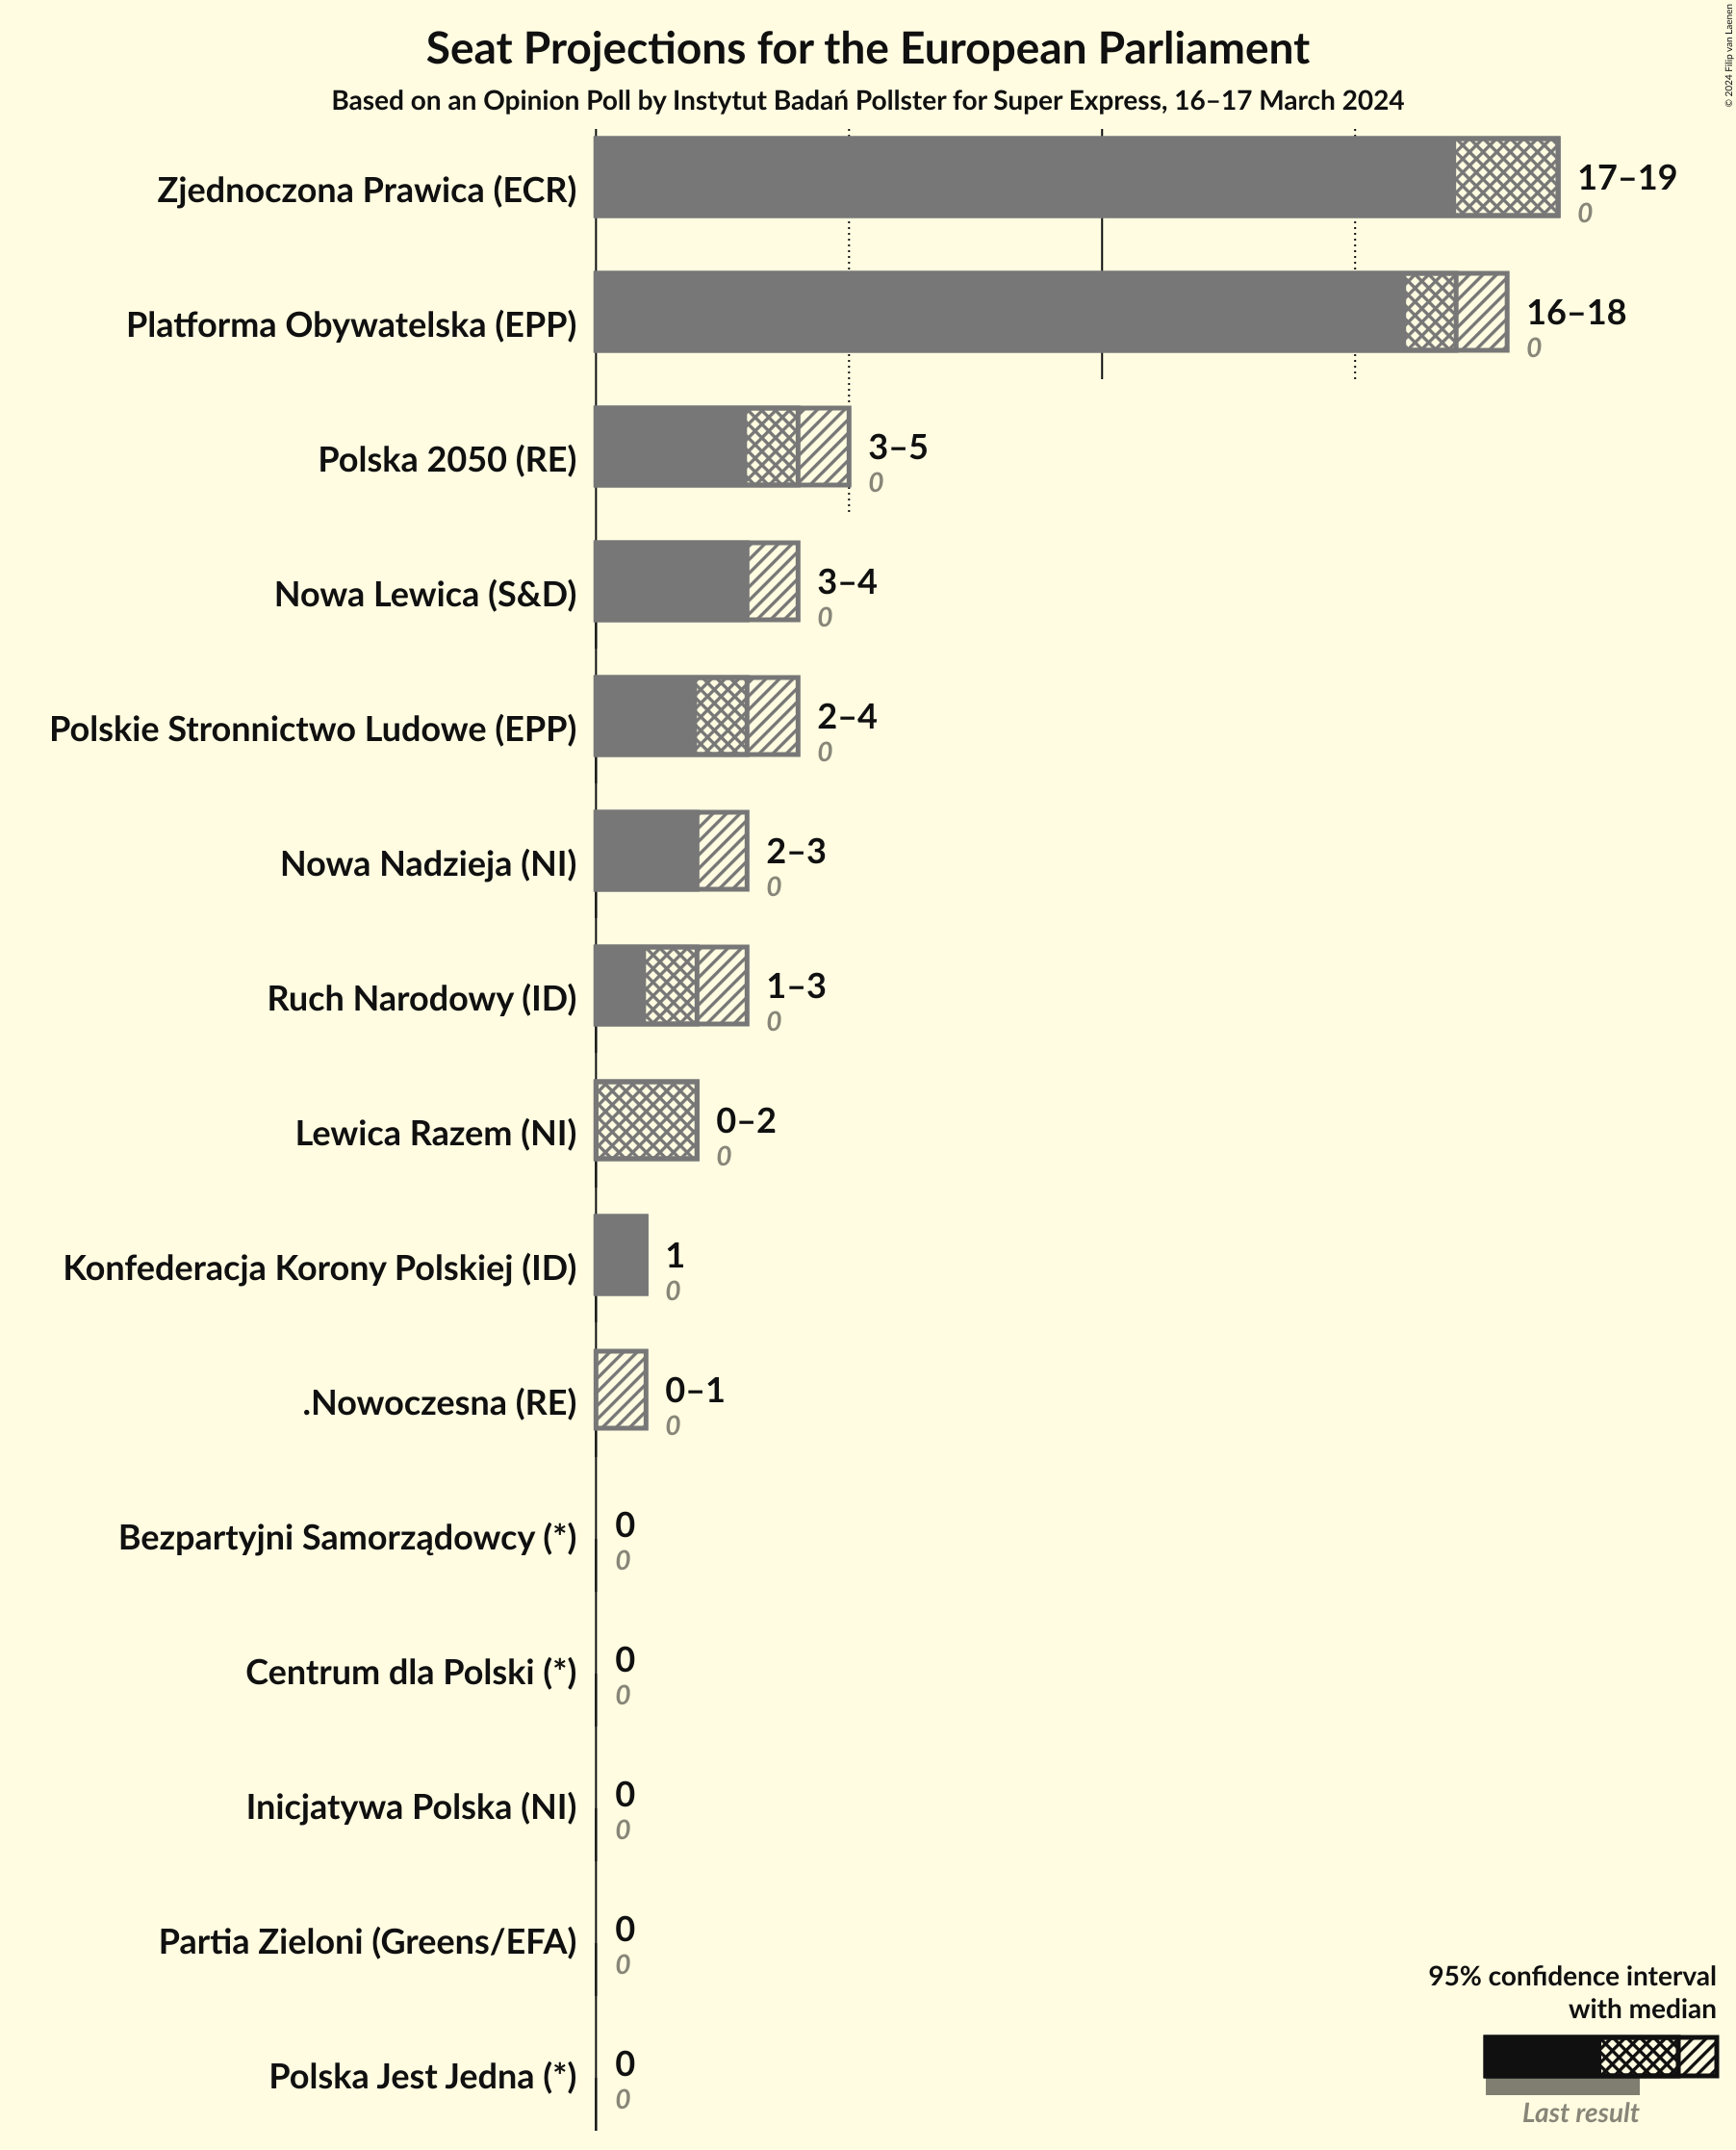 Seat Projections for the European Parliament
Based on an Opinion Poll by Instytut Badań Pollster for Super Express, 16–17 March 2024
© 2024 Filip van Laenen
Zjednoczona Prawica (ECR)
17–19
0
Platforma Obywatelska (EPP)
16–18
0
Polska 2050 (RE)
3–5
0
Nowa Lewica (S&D)
3–4
0
Polskie Stronnictwo Ludowe (EPP)
2–4
0
Nowa Nadzieja (NI)
2–3
0
Ruch Narodowy (ID)
1–3
0
Lewica Razem (NI)
0–2
0
Konfederacja Korony Polskiej (ID)
1
0
.Nowoczesna (RE)
0–1
0
Bezpartyjni Samorządowcy (*)
0
0
Centrum dla Polski (*)
0
0
Inicjatywa Polska (NI)
0
0
Partia Zieloni (Greens/EFA)
0
0
Polska Jest Jedna (*)
0
0
95% confidence interval
with median
Last result